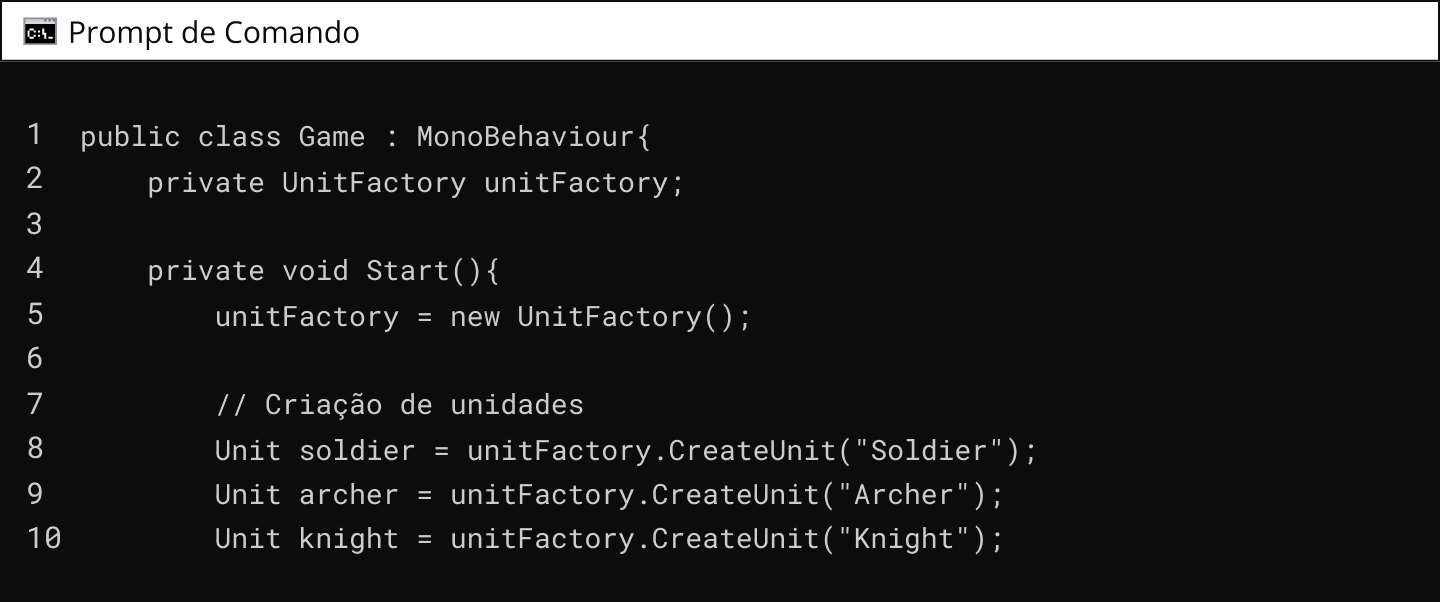 Prompt de Comando
1 public class Game : MonoBehaviour{
2 private UnitFactory unitFactory;
3
4 private void Start(){
5 unitFactory = new UnitFactory();
6
7 // Criação de unidades
8 Unit soldier = unitFactory.CreateUnit("Soldier");
9 Unit archer = unitFactory.CreateUnit("Archer");
10 Unit knight = unitFactory.CreateUnit("Knight");